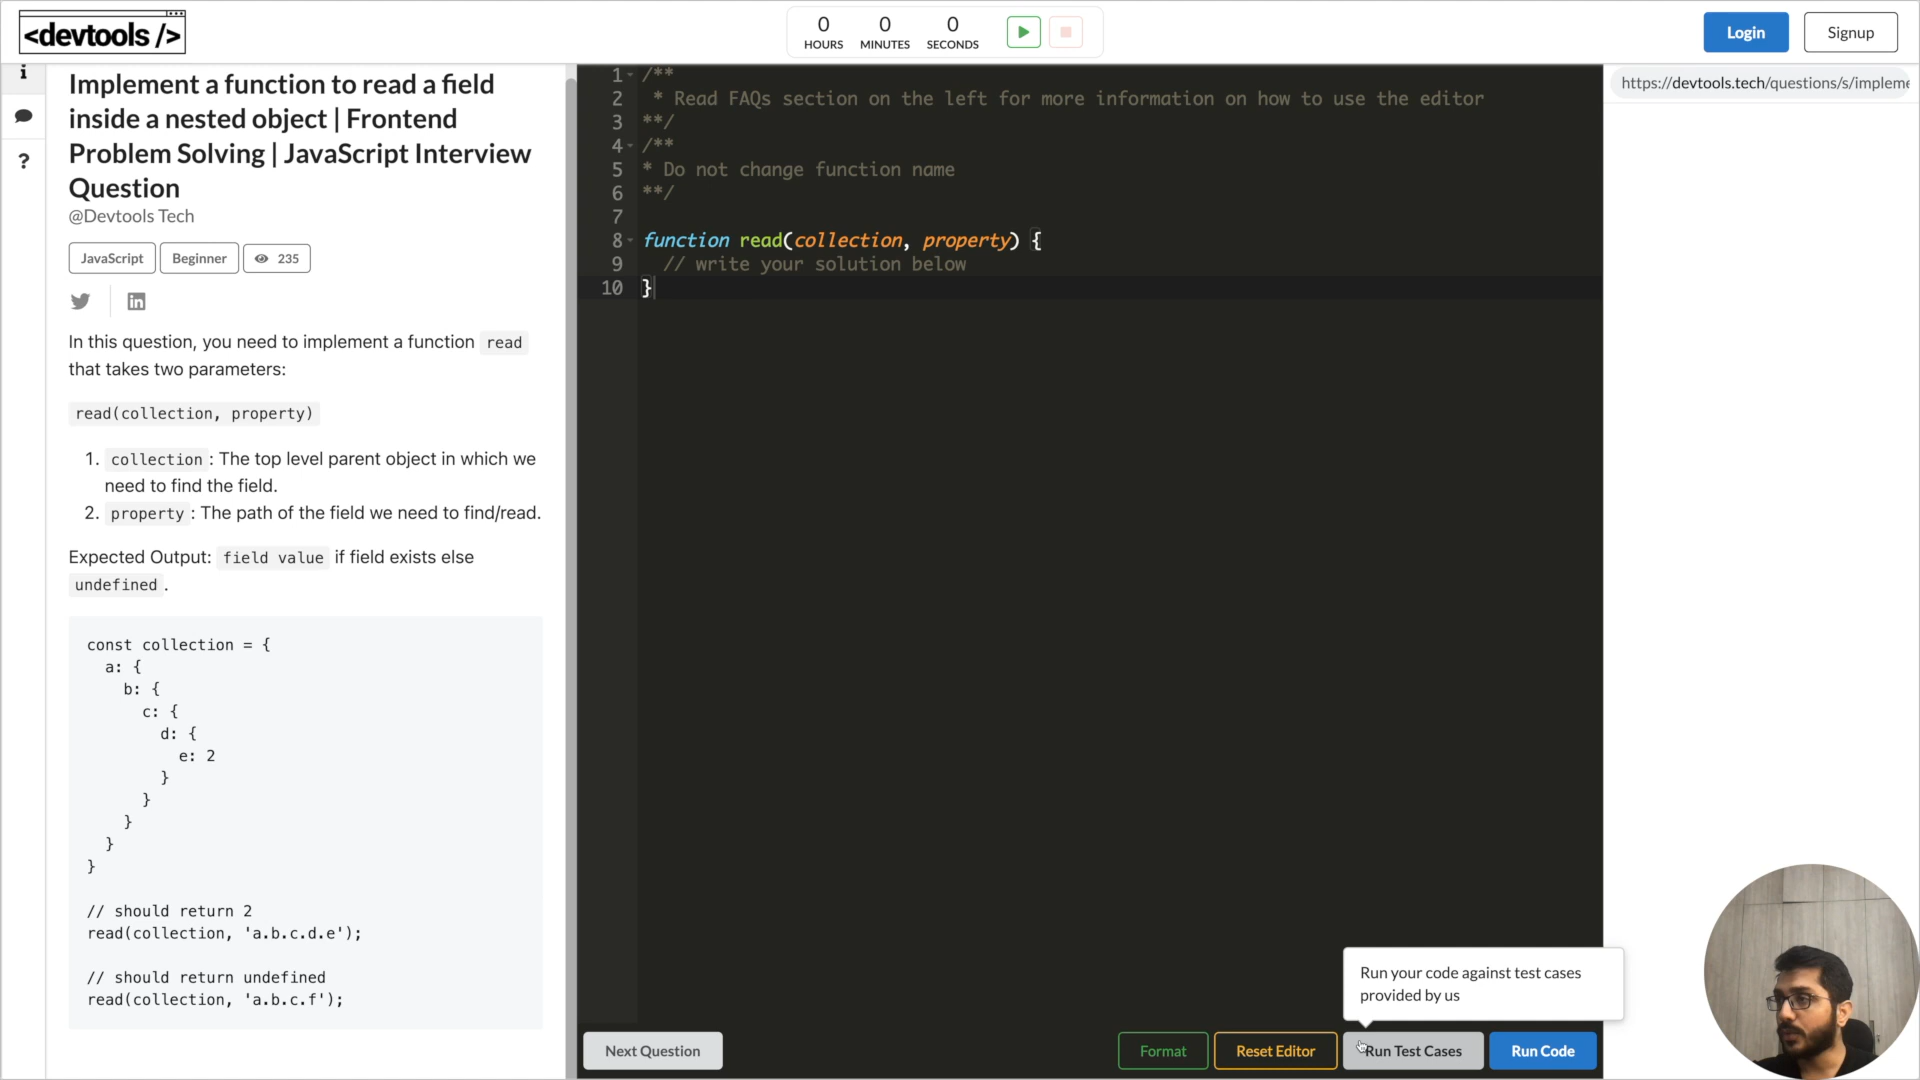 <devtools />
0
HOURS
0
MINUTES
0
SECONDS
Login
Signup
Implement a function to read a field
inside a nested object | Frontend
Problem Solving | JavaScript Interview
Question
@Devtools Tech
JavaScript
Beginner
235
In this question, you need to implement a function read
that takes two parameters:
read(collection, property)
1. collection : The top level parent object in which we
need to find the field.
2. property : The path of the field we need to find/read.
Expected Output: field value if field exists else
undefined .
const collection = {
a: {
b: {
c: {
d: {
e: 2
}
}
}
}
}
// should return 2
read(collection, 'a.b.c.d.e');
// should return undefined
read(collection, 'a.b.c.f');
1 /**
2 * Read FAQs section on the left for more information on how to use the editor
3 **/
4 /**
5 * Do not change function name
6 **/
7
8 function read(collection, property) {
9 // write your solution below
10 }
https://devtools.tech/questions/s/impleme
Run your code against test cases
provided by us
Next Question
Format
Reset Editor
Run Test Cases
Run Code